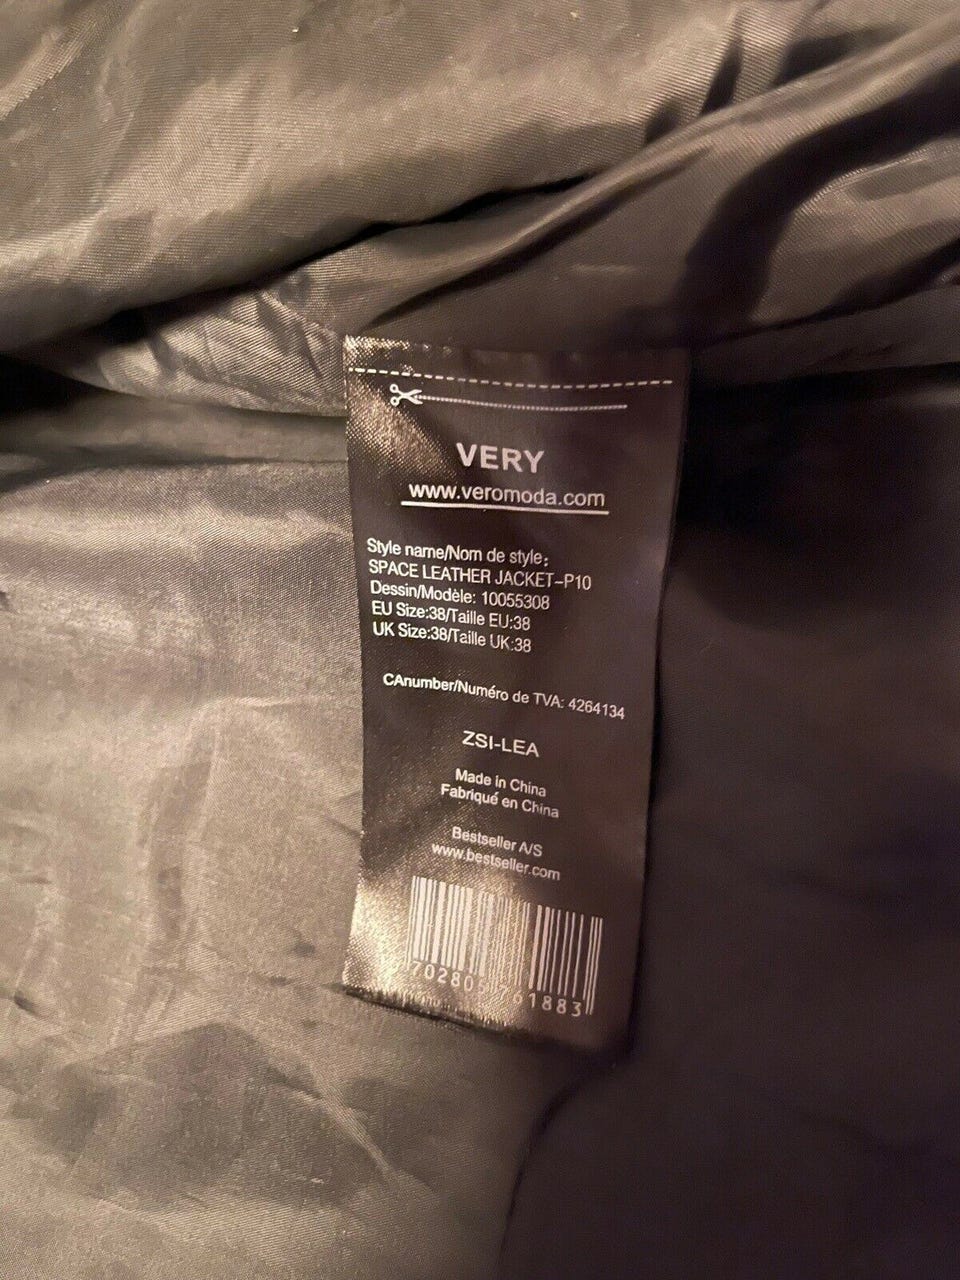 VERY
www.veromoda.com
Style name/Nom de style:
SPACE LEATHER JACKET-P10
Dessin/Modèle: 10055308
EU Size:38/Taille EU:38
UK Size:38/Taille UK:38
CAnumber/Numéro de TVA: 4264134
ZSI-LEA
Made in China
Fabriqué en China
Bestseller A/S
www.bestseller.com